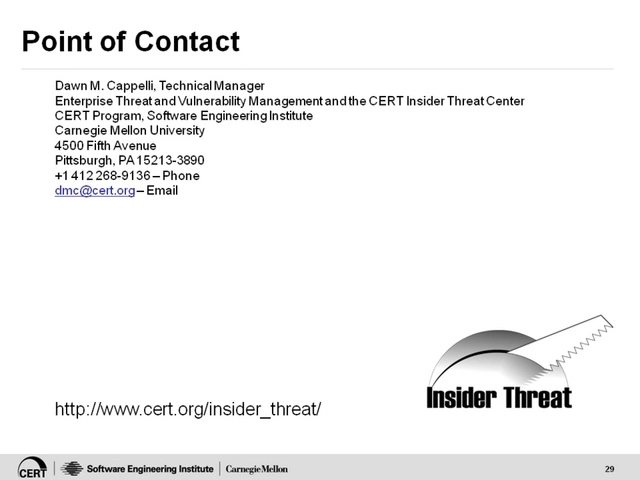 Point of Contact
Dawn M. Cappelli, Technical Manager
Enterprise Threat and Vulnerability Management and the CERT Insider Threat Center
CERT Program, Software Engineering Institute
Carnegie Mellon University
4500 Fifth Avenue
Pittsburgh, PA 15213-3890
+1 412 268-9136 – Phone
dmc@cert.org – Email
Insider Threat
http://www.cert.org/insider_threat/
CERT Software Engineering Institute Carnegie Mellon 29